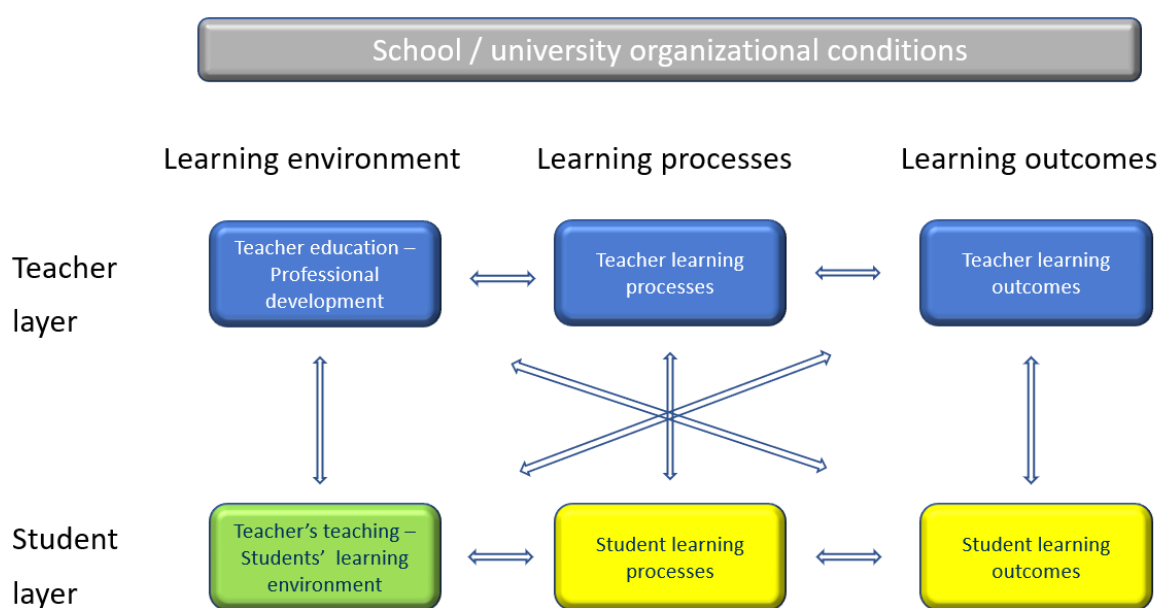 School / university organizational conditions
Learning environment
Learning processes
Learning outcomes
Teacher
layer
Teacher education –
Professional
development
Teacher learning
processes
Teacher learning
outcomes
Student
layer
Teacher's teaching –
Students'  learning
environment
Student learning
processes
Student learning
outcomes